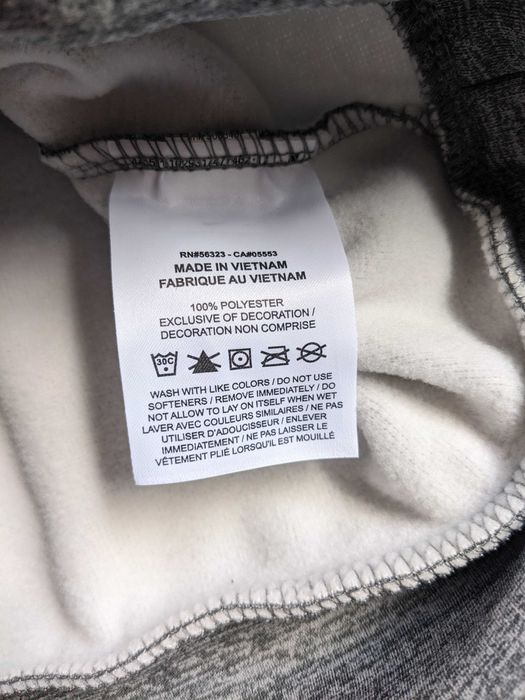 RN#56323 - CA#05553
MADE IN VIETNAM
FABRIQUE AU VIETNAM
100% POLYESTER
EXCLUSIVE OF DECORATION /
DECORATION NON COMPRISE
30C
WASH WITH LIKE COLORS / DO NOT USE
SOFTENERS / REMOVE IMMEDIATELY / DO
NOT ALLOW TO LAY ON ITSELF WHEN WET
LAVER AVEC COULEURS SIMILAIRES / NE PAS
UTILISER D'ADOUCISSEUR / ENLEVER
IMMEDIATEMENT / NE PAS LAISSER LE
VÊTEMENT PLIÉ LORSQU'IL EST MOUILLÉ